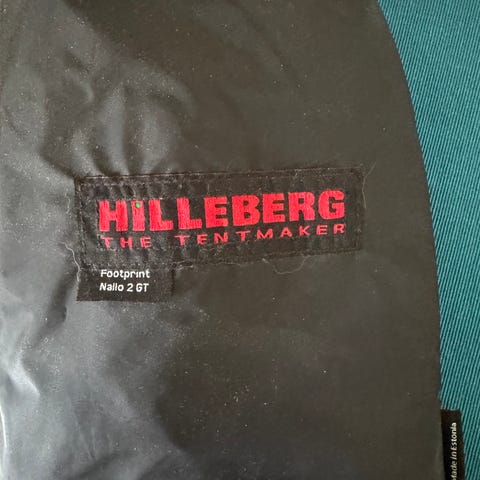 HILLEBERG
THE TENTMAKER
Footprint
Nallo 2 GT
Made in Estonia